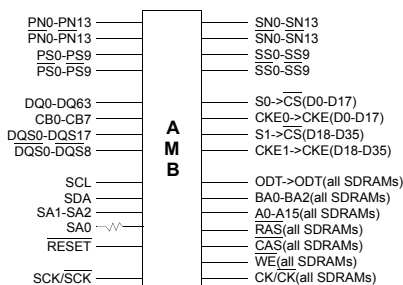 PN0-PN13
PN0-PN13
PS0-PS9
PS0-PS9
DQ0-DQ63
CB0-CB7
DQS0-DQS17
DQS0-DQS8
SCL
SDA
SA1-SA2
SA0
RESET
SCK/SCK
A
M
B
SN0-SN13
SN0-SN13
SS0-SS9
SS0-SS9
S0->CS(D0-D17)
CKE0->CKE(D0-D17)
S1->CS(D18-D35)
CKE1->CKE(D18-D35)
ODT->ODT(all SDRAMs)
BA0-BA2(all SDRAMs)
A0-A15(all SDRAMs)
RAS(all SDRAMs)
CAS(all SDRAMs)
WE(all SDRAMs)
CK/CK(all SDRAMs)